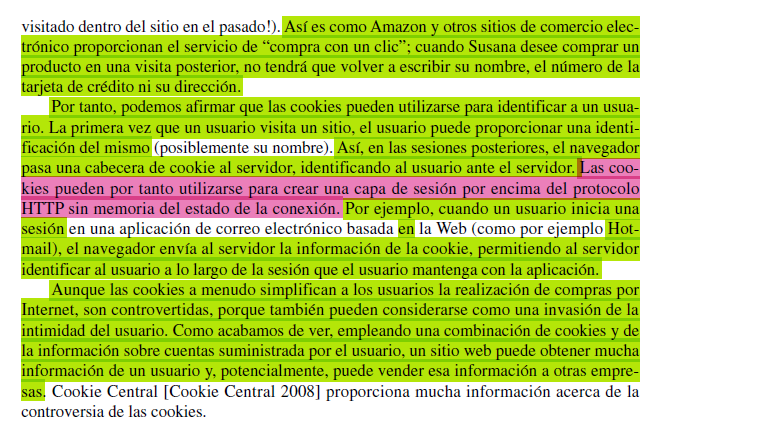 visitado dentro del sitio en el pasado!). Así es como Amazon y otros sitios de comercio elec-
trónico proporcionan el servicio de “compra con un clic”; cuando Susana desee comprar un
producto en una visita posterior, no tendrá que volver a escribir su nombre, el número de la
tarjeta de crédito ni su dirección.
Por tanto, podemos afirmar que las cookies pueden utilizarse para identificar a un usua-
rio. La primera vez que un usuario visita un sitio, el usuario puede proporcionar una identi-
ficación del mismo (posiblemente su nombre). Así, en las sesiones posteriores, el navegador
pasa una cabecera de cookie al servidor, identificando al usuario ante el servidor. Las coo-
kies pueden por tanto utilizarse para crear una capa de sesión por encima del protocolo
HTTP sin memoria del estado de la conexión. Por ejemplo, cuando un usuario inicia una
sesión en una aplicación de correo electrónico basada en la Web (como por ejemplo Hot-
mail), el navegador envía al servidor la información de la cookie, permitiendo al servidor
identificar al usuario a lo largo de la sesión que el usuario mantenga con la aplicación.
Aunque las cookies a menudo simplifican a los usuarios la realización de compras por
Internet, son controvertidas, porque también pueden considerarse como una invasión de la
intimidad del usuario. Como acabamos de ver, empleando una combinación de cookies y de
la información sobre cuentas suministrada por el usuario, un sitio web puede obtener mucha
información de un usuario y, potencialmente, puede vender esa información a otras empre-
sas. Cookie Central [Cookie Central 2008] proporciona mucha información acerca de la
controversia de las cookies.